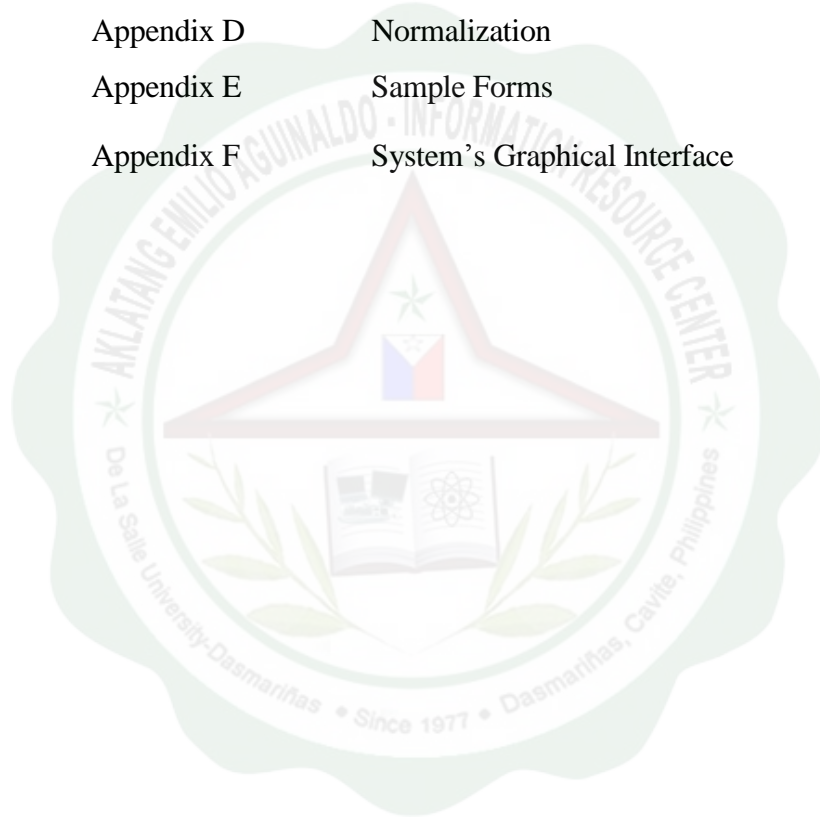 Appendix D Normalization
Appendix E Sample Forms
Appendix F System’s Graphical Interface
AKLATANG EMILIO AGUINALDO - INFORMATION RESOURCE CENTER
De La Salle University-Dasmariñas • Since 1977 • Dasmariñas, Cavite, Philippines